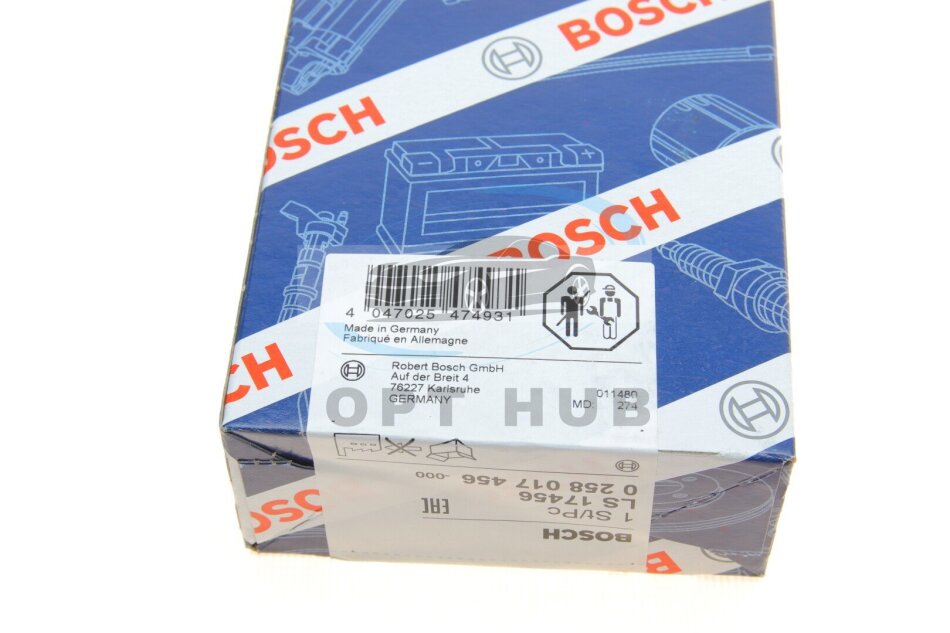 BOSCH
BOSCH
BOSCH
CH
4 047025 474931
Made in Germany
Fabriqué en Allemagne
Robert Bosch GmbH
Auf der Breit 4
76227 Karlsruhe
GERMANY
011480
MD: 274
OPT HUB
0 258 017 456 -000
LS 17456
1 St/Pc
EAC
BOSCH
OSC